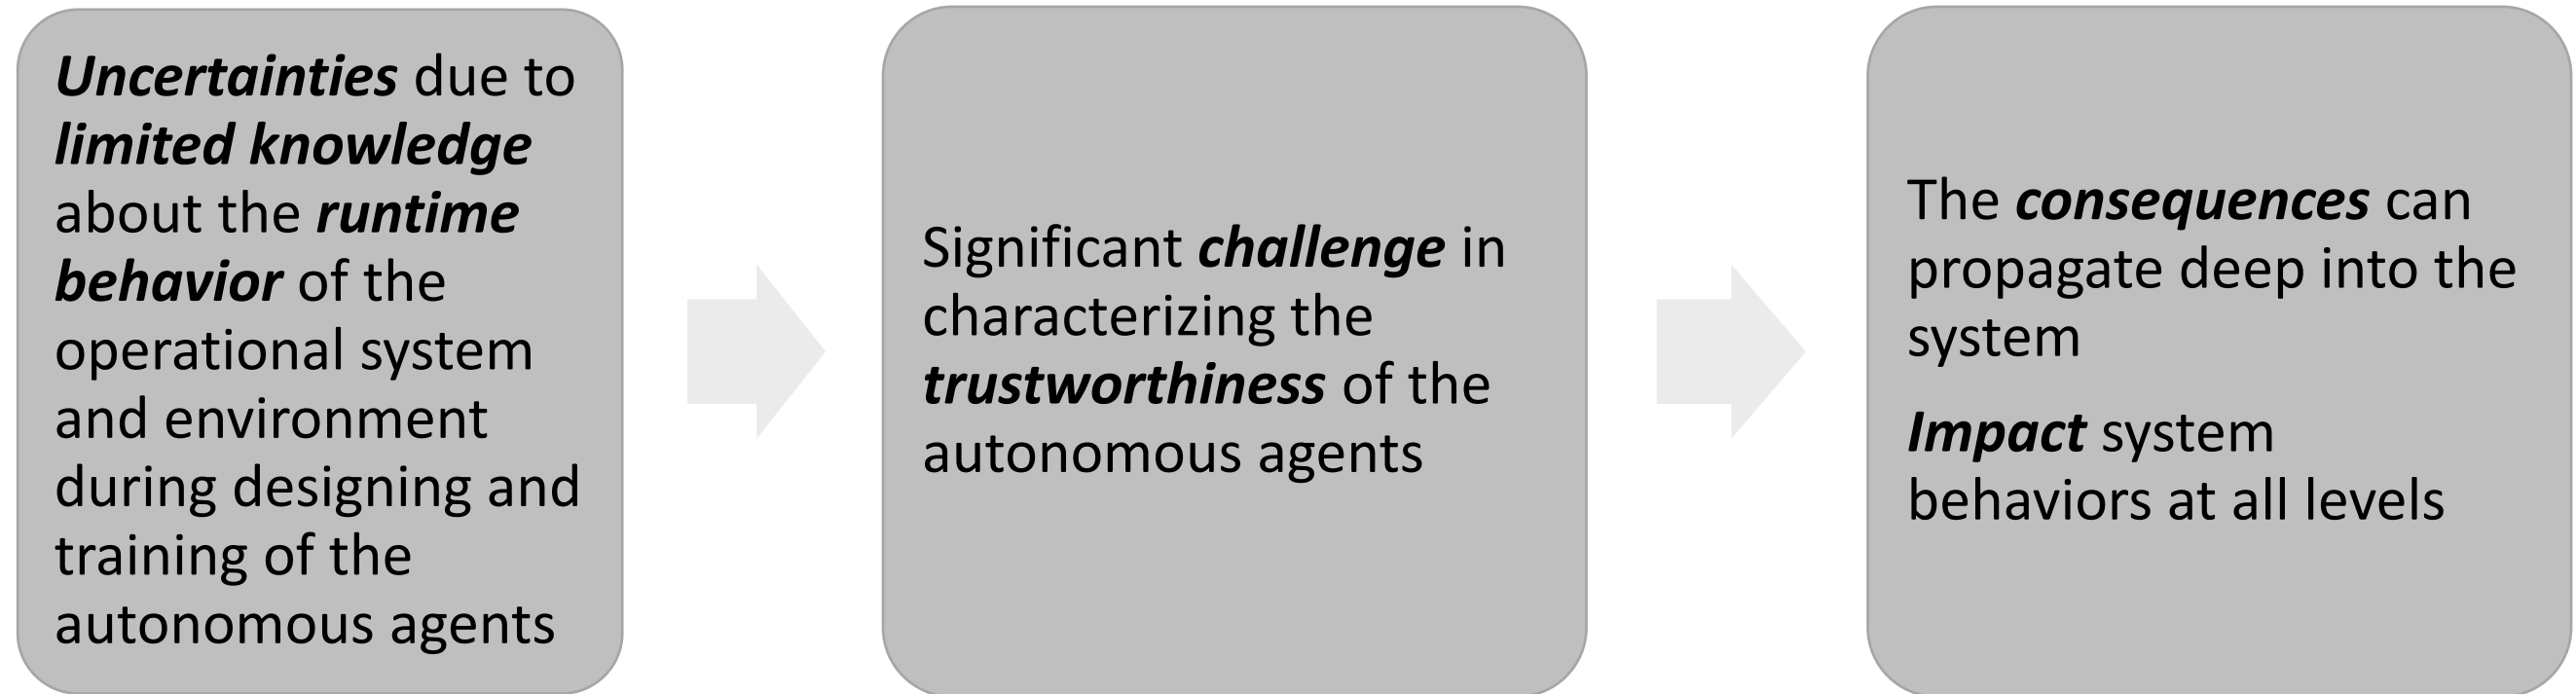 Uncertainties due to
limited knowledge
about the runtime
behavior of the
operational system
and environment
during designing and
training of the
autonomous agents
Significant challenge in
characterizing the
trustworthiness of the
autonomous agents
The consequences can
propagate deep into the
system
Impact system
behaviors at all levels